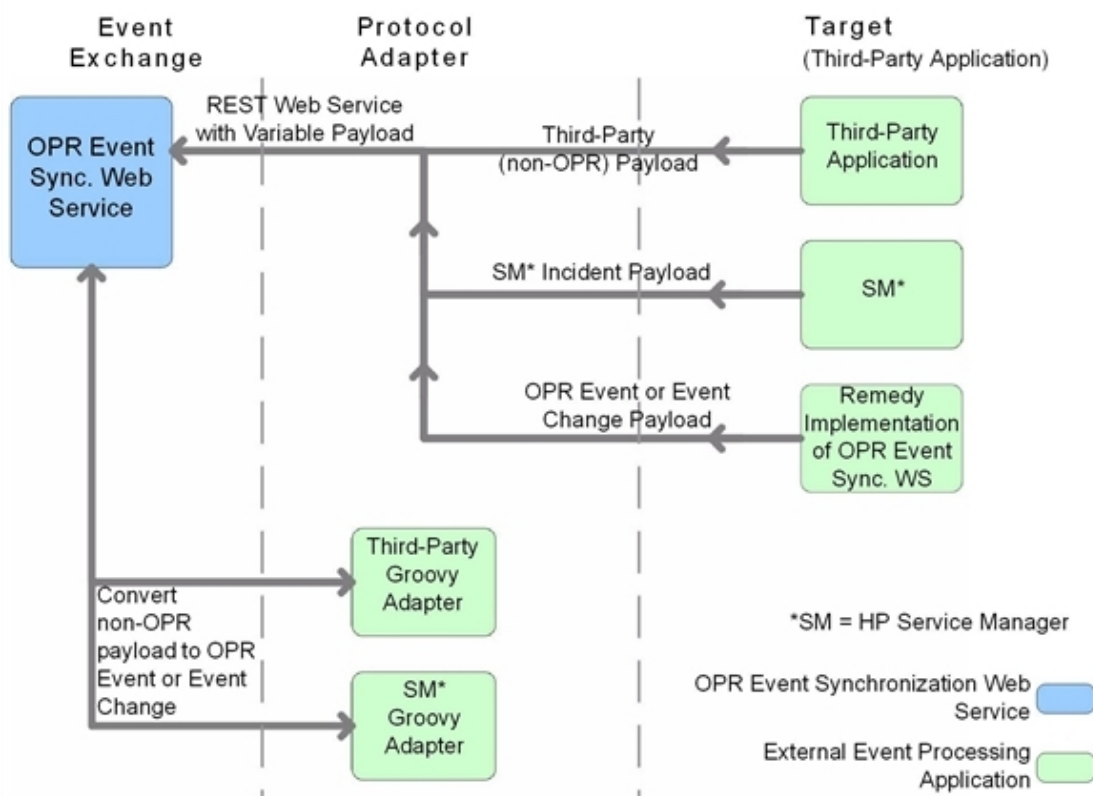 Event
Exchange
Protocol
Adapter
Target
(Third-Party Application)
OPR Event
Sync. Web
Service
REST Web Service
with Variable Payload
Third-Party
(non-OPR) Payload
Third-Party
Application
SM* Incident Payload
SM*
OPR Event or Event
Change Payload
Remedy
Implementation
of OPR Event
Sync. WS
Third-Party
Groovy
Adapter
Convert
non-OPR
payload to OPR
Event or Event
Change
SM*
Groovy
Adapter
*SM = HP Service Manager
OPR Event Synchronization Web
Service
External Event Processing
Application